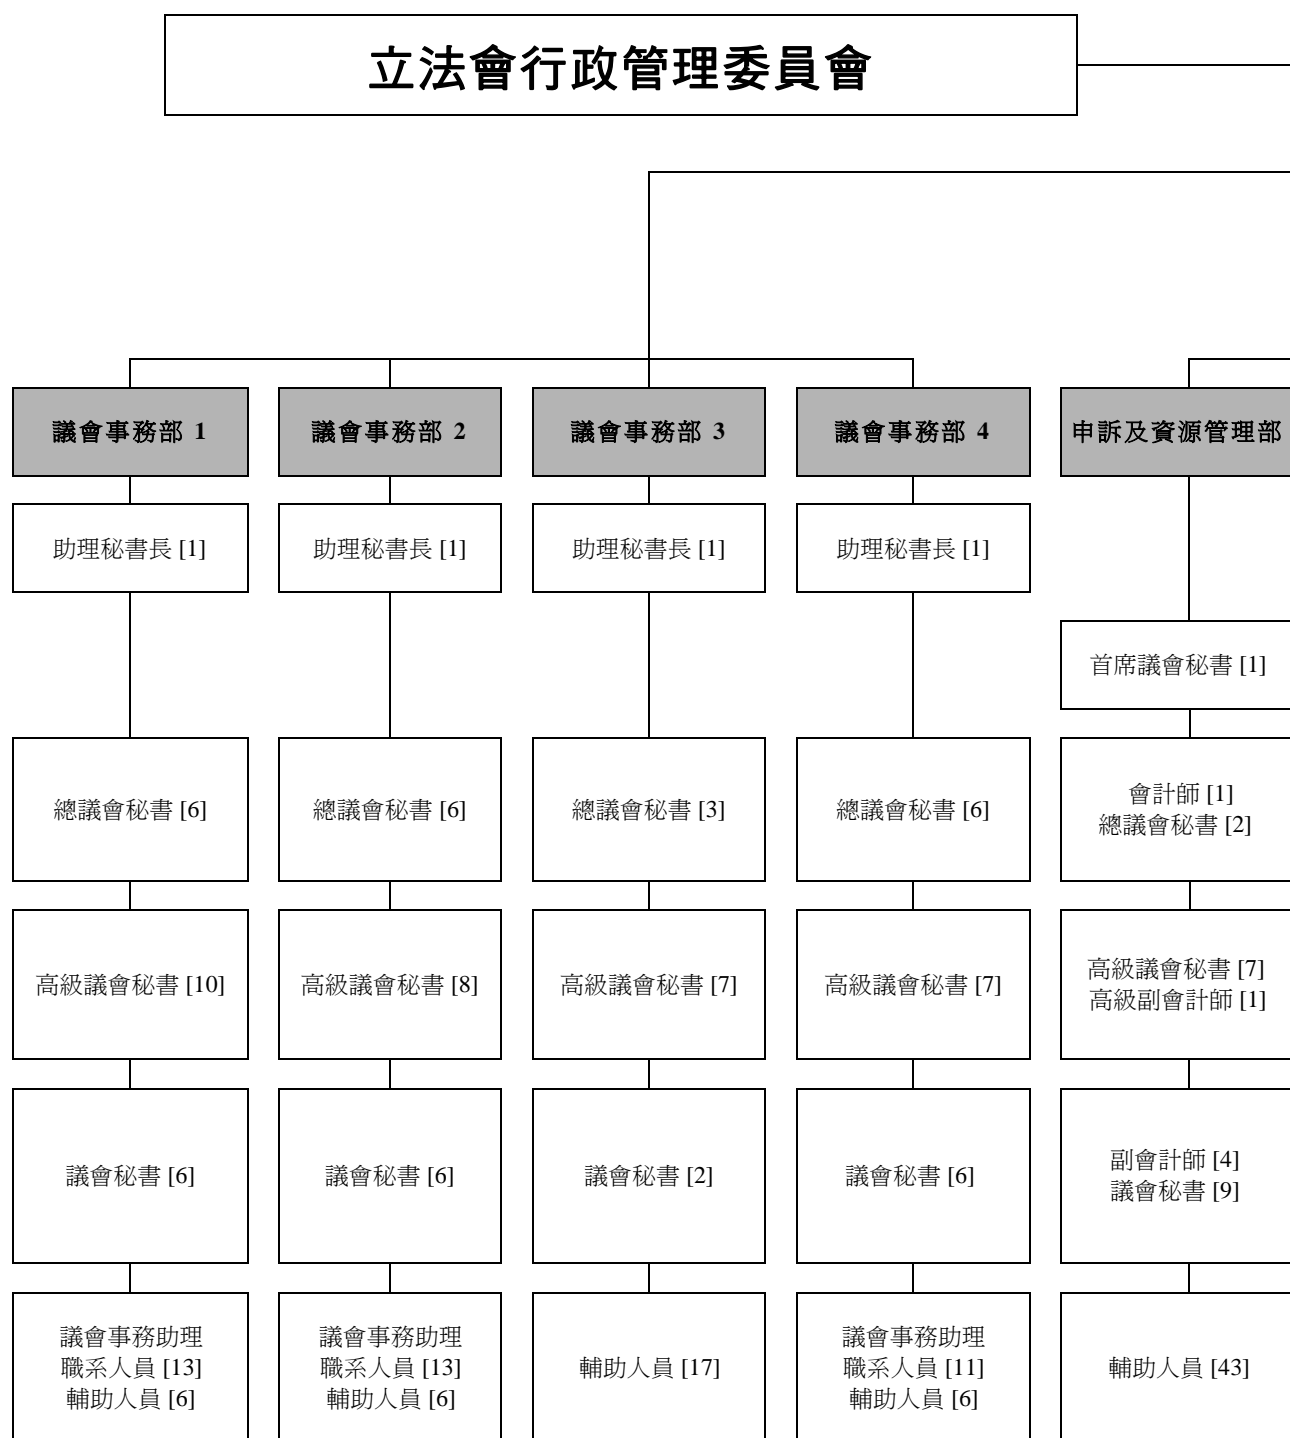 立法會行政管理委員會
議會事務部 1
議會事務部 2
議會事務部 3
議會事務部 4
申訴及資源管理部
助理秘書長 [1]
助理秘書長 [1]
助理秘書長 [1]
助理秘書長 [1]
首席議會秘書 [1]
總議會秘書 [6]
總議會秘書 [6]
總議會秘書 [3]
總議會秘書 [6]
會計師 [1]
總議會秘書 [2]
高級議會秘書 [10]
高級議會秘書 [8]
高級議會秘書 [7]
高級議會秘書 [7]
高級議會秘書 [7]
高級副會計師 [1]
議會秘書 [6]
議會秘書 [6]
議會秘書 [2]
議會秘書 [6]
副會計師 [4]
議會秘書 [9]
議會事務助理
職系人員 [13]
輔助人員 [6]
議會事務助理
職系人員 [13]
輔助人員 [6]
輔助人員 [17]
議會事務助理
職系人員 [11]
輔助人員 [6]
輔助人員 [43]